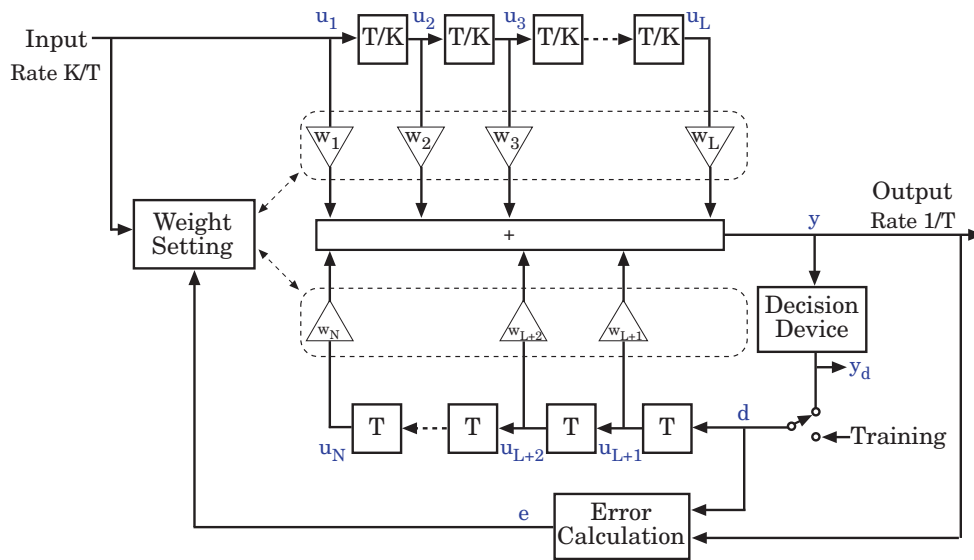 Input
Rate K/T
u1 u2 u3 uL
T/K T/K T/K T/K
w1 w2 w3 wL
Weight
Setting
+
y
Output
Rate 1/T
wN wL+2 wL+1
Decision
Device
yd
d
T T T T
uN uL+2 uL+1
Training
e
Error
Calculation